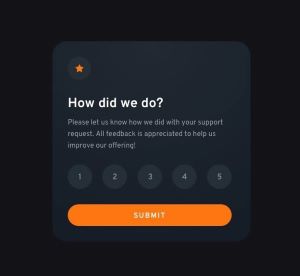 How did we do?
Please let us know how we did with your support
request. All feedback is appreciated to help us
improve our offering!
1 2 3 4 5
SUBMIT